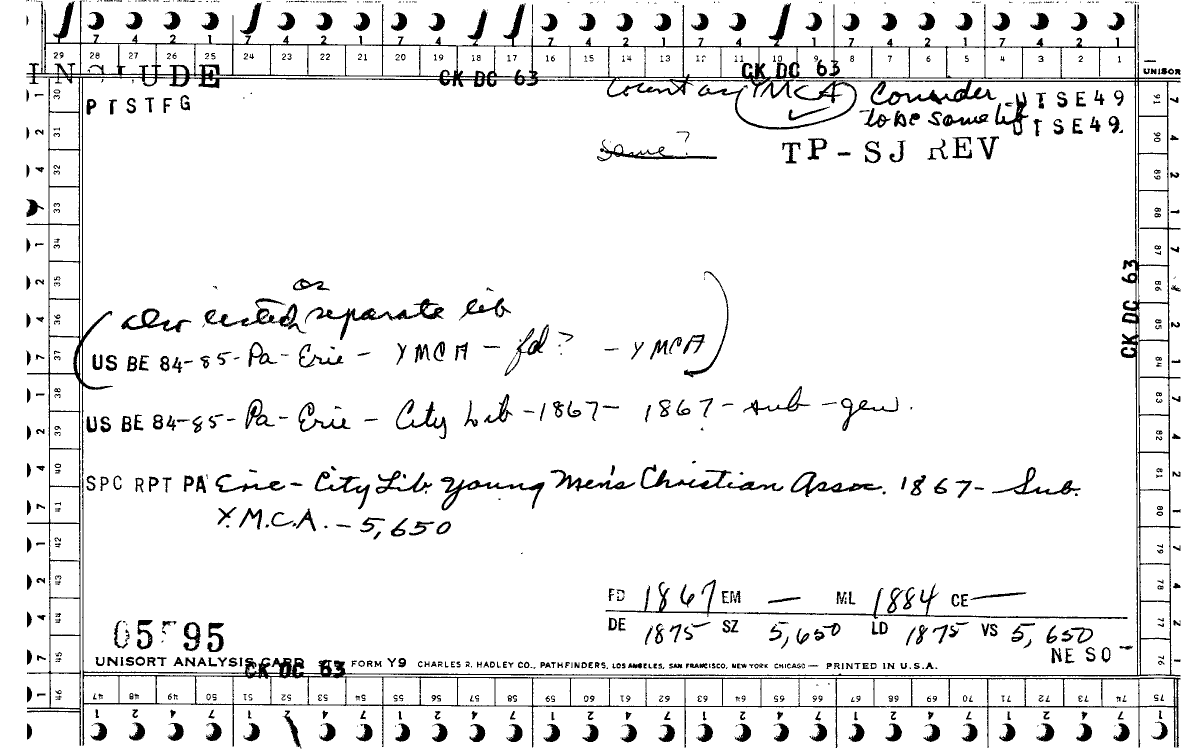 7 4 2 1 7 4 2 1 7 4 2 1 7 4 2 1 7 4 2 1 7 4 2 1 7 4 2 1
29 28 27 26 25 24 23 22 21 20 19 18 17 16 15 14 13 12 11 10 9 8 7 6 5 4 3 2 1
INCLUDE CK DC 63 CK DC 63 UNISOR
PTSTFG Count as YMCA Consider UTSE49
to be same lib UTSE49
Same? TP-SJ REV
CK DC 63
or
(also listed separate lib
US BE 84-85-Pa-Erie - YMCA - fd? - YMCA)
US BE 84-85-Pa-Erie - City Lib -1867- 1867-sub-gen.
SPC RPT PA Erie - City Lib. Young Men's Christian Assoc. 1867- Sub.
Y.M.C.A. - 5,650
FD 1867 EM — ML 1884 CE —
DE 1875 SZ 5,650 LD 1875 VS 5,650
NE SO -
UNISORT ANALYSIS CARD FORM Y9 CHARLES R. HADLEY CO., PATHFINDERS, LOS ANGELES, SAN FRANCISCO, NEW YORK CHICAGO — PRINTED IN U.S.A.
CK DC 63
30 31 32 33 34 35 36 37 38 39 40 41 42 43 44 45 46
47 48 49 50 51 52 53 54 55 56 57 58 59 60 61 62 63 64 65 66 67 68 69 70 71 72 73 74 75
1 2 4 7 1 2 4 7 1 2 4 7 1 2 4 7 1 2 4 7 1 2 4 7 1 2 4 7 1
91 90 89 88 87 86 85 84 83 82 81 80 79 78 77 76